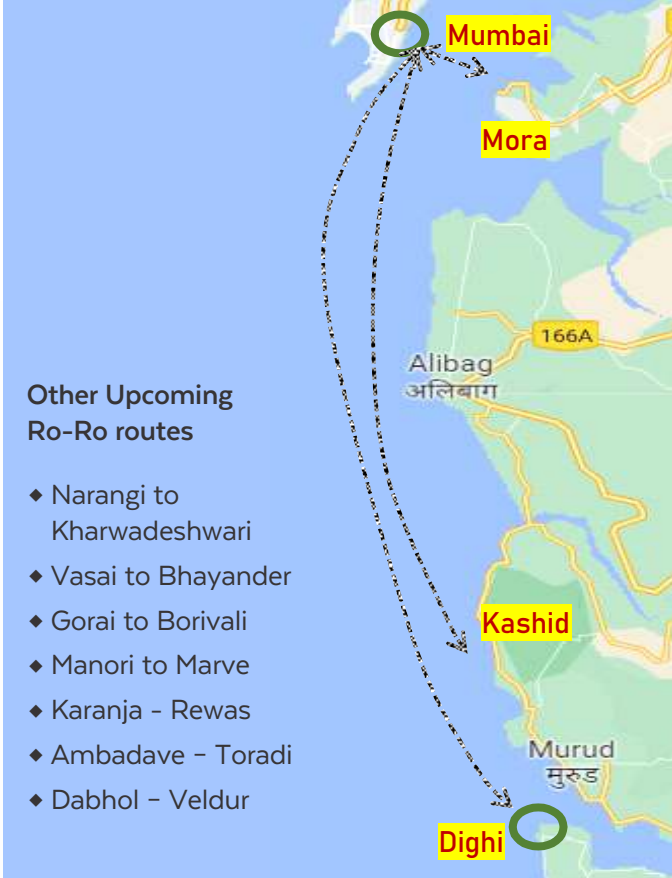 Mumbai
Mora
166A
Alibag
अलिबाग
Other Upcoming
Ro-Ro routes
◆ Narangi to
Kharwadeshwari
◆ Vasai to Bhayander
◆ Gorai to Borivali
◆ Manori to Marve
◆ Karanja - Rewas
◆ Ambadave – Toradi
◆ Dabhol – Veldur
Kashid
Murud
मुरुड
Dighi